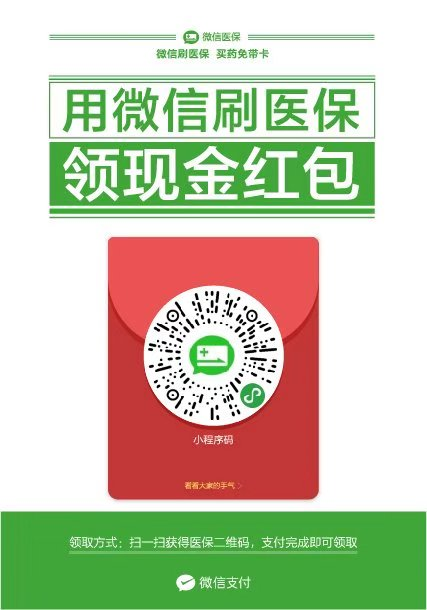 微信医保
微信刷医保 买药免带卡
用微信刷医保
领现金红包
小程序码
看看大家的手气 >
领取方式：扫一扫获得医保二维码，支付完成即可领取
微信支付